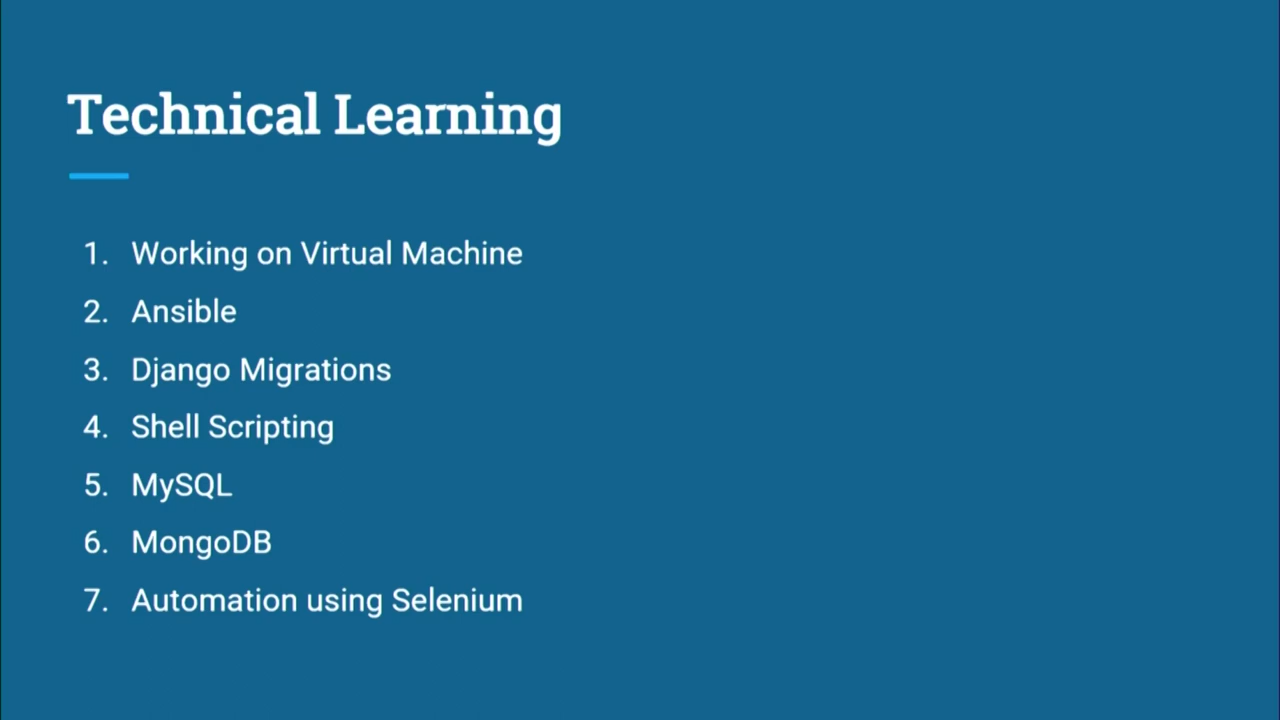 Technical Learning
1. Working on Virtual Machine
2. Ansible
3. Django Migrations
4. Shell Scripting
5. MySQL
6. MongoDB
7. Automation using Selenium